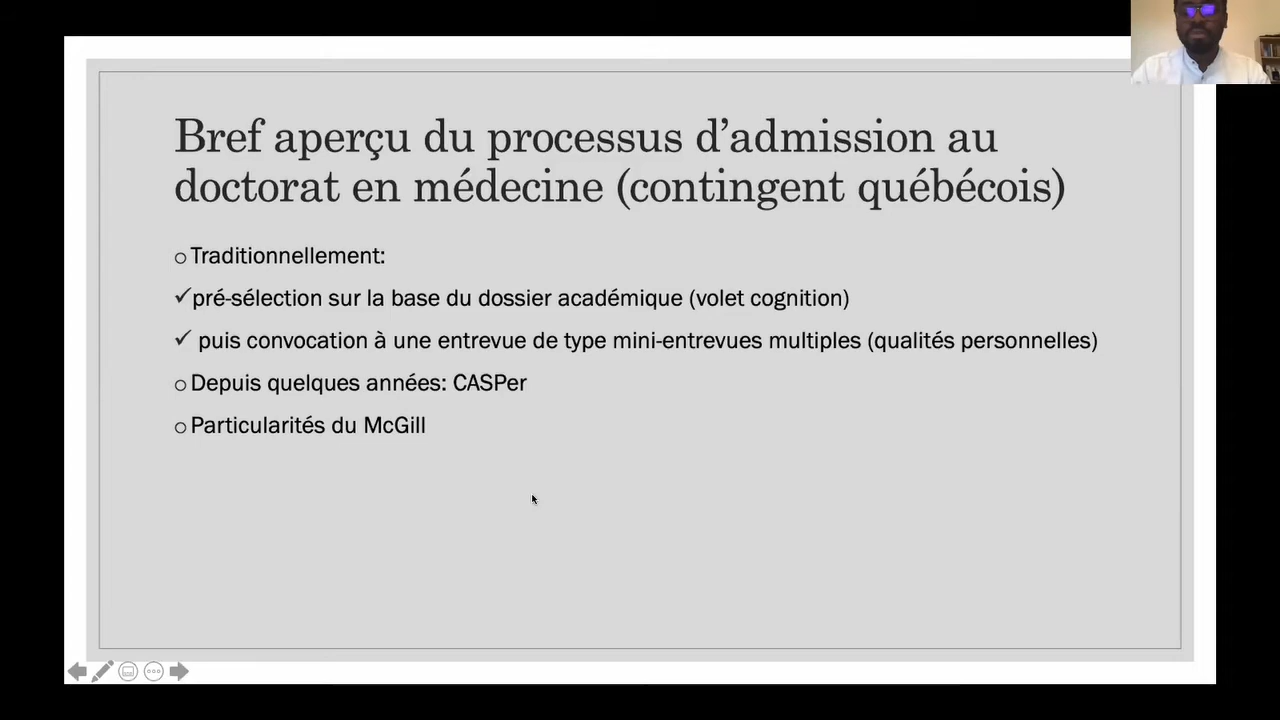 Bref aperçu du processus d’admission au
doctorat en médecine (contingent québécois)
Traditionnellement:
pré-sélection sur la base du dossier académique (volet cognition)
puis convocation à une entrevue de type mini-entrevues multiples (qualités personnelles)
Depuis quelques années: CASPer
Particularités du McGill